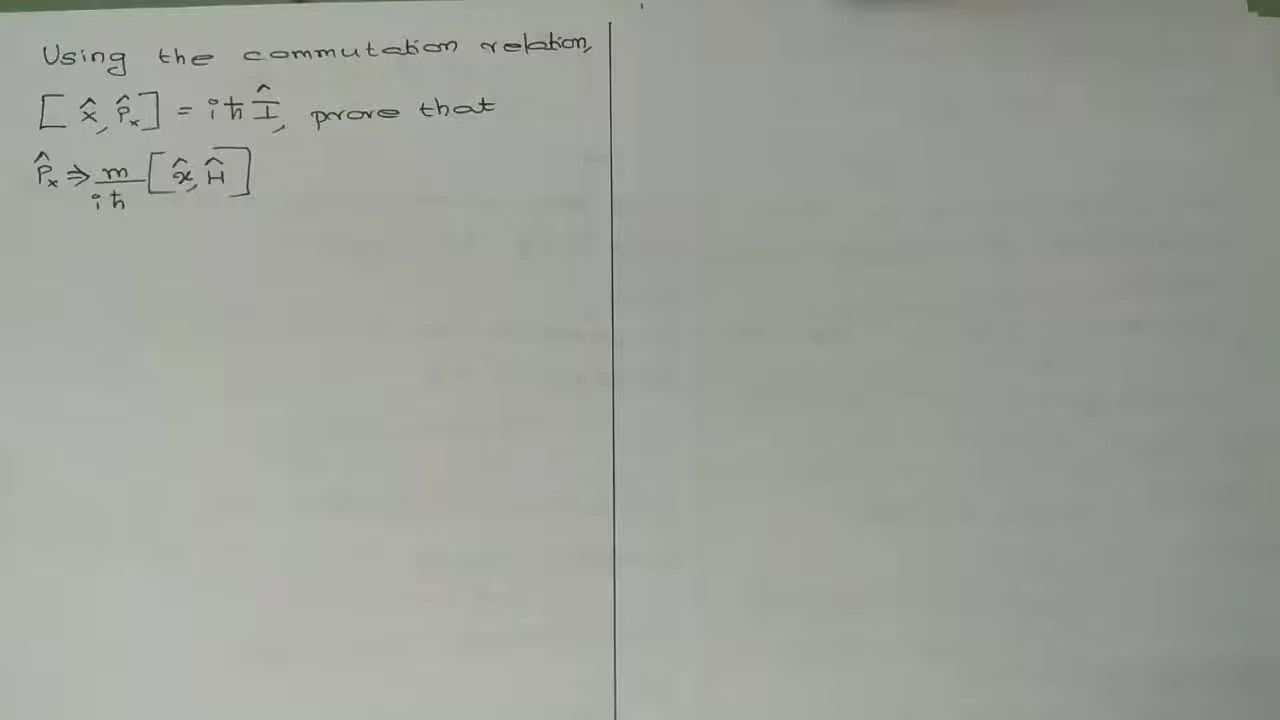 Using the commutation relation,
[x̂, P̂ₓ] = iħ Î, prove that
P̂ₓ ⇒ m/iħ [x̂, Ĥ]